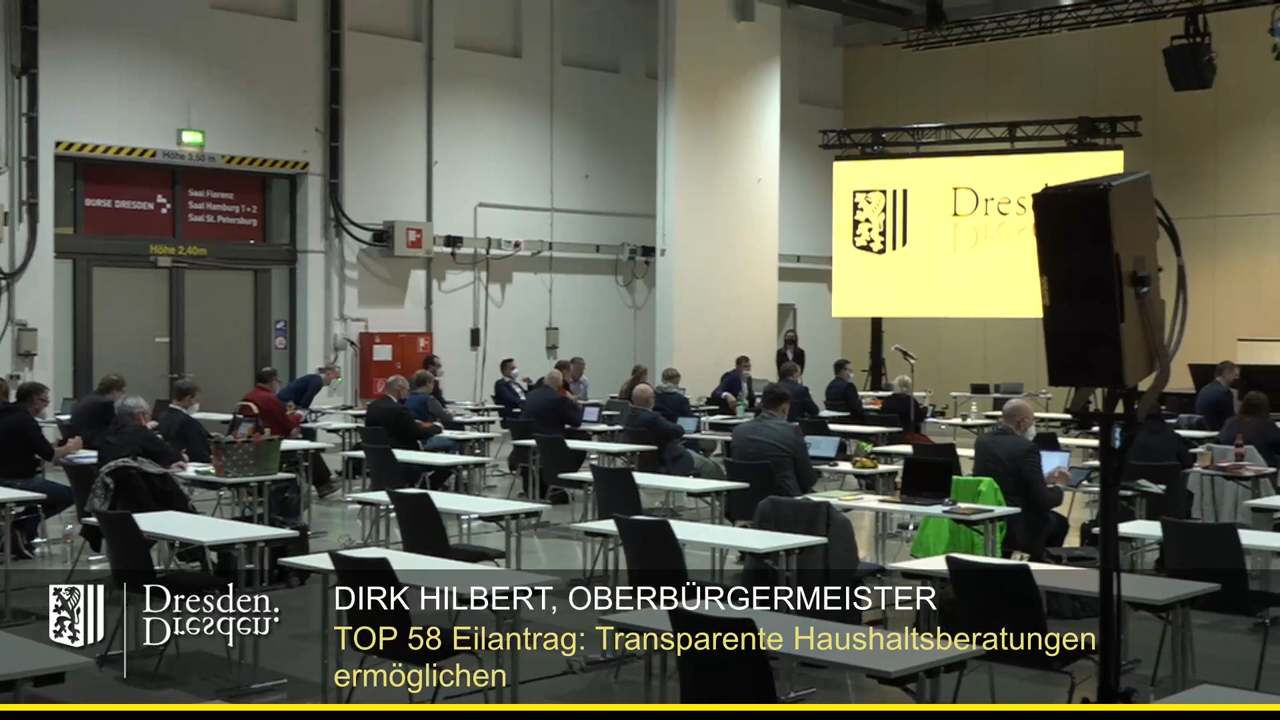 Höhe 3,50 m
BÖRSE DRESDEN
Saal Florenz
Saal Hamburg 1 + 2
Saal St. Petersburg
Höhe 2,40m
Dres
Dresden.
DIRK HILBERT, OBERBÜRGERMEISTER
TOP 58 Eilantrag: Transparente Haushaltsberatungen
ermöglichen